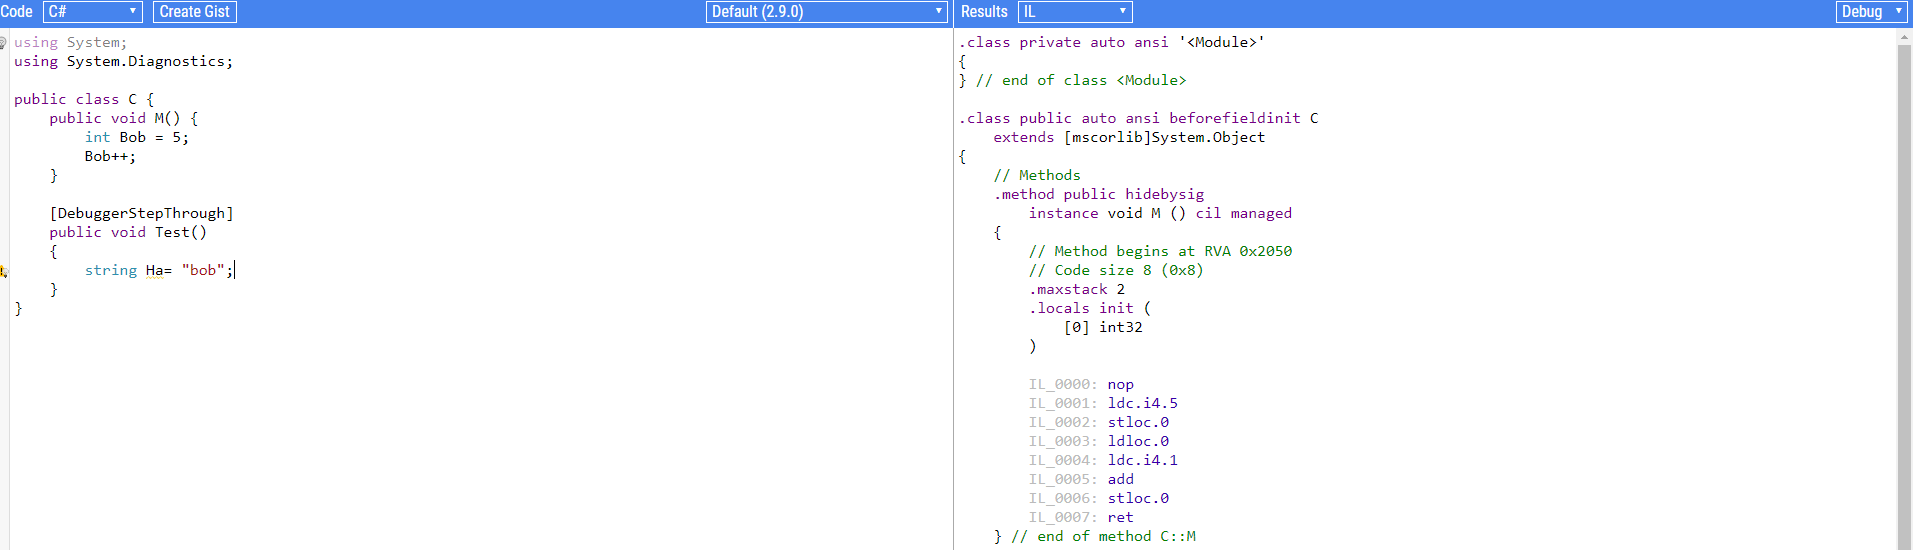 Code C# Create Gist Default (2.9.0) Results IL Debug
using System;
using System.Diagnostics;
public class C {
    public void M() {
        int Bob = 5;
        Bob++;
    }
    [DebuggerStepThrough]
    public void Test()
    {
        string Ha= "bob";
    }
}
.class private auto ansi '<Module>'
{
} // end of class <Module>
.class public auto ansi beforefieldinit C
    extends [mscorlib]System.Object
{
    // Methods
    .method public hidebysig
        instance void M () cil managed
    {
        // Method begins at RVA 0x2050
        // Code size 8 (0x8)
        .maxstack 2
        .locals init (
            [0] int32
        )
        IL_0000: nop
        IL_0001: ldc.i4.5
        IL_0002: stloc.0
        IL_0003: ldloc.0
        IL_0004: ldc.i4.1
        IL_0005: add
        IL_0006: stloc.0
        IL_0007: ret
    } // end of method C::M